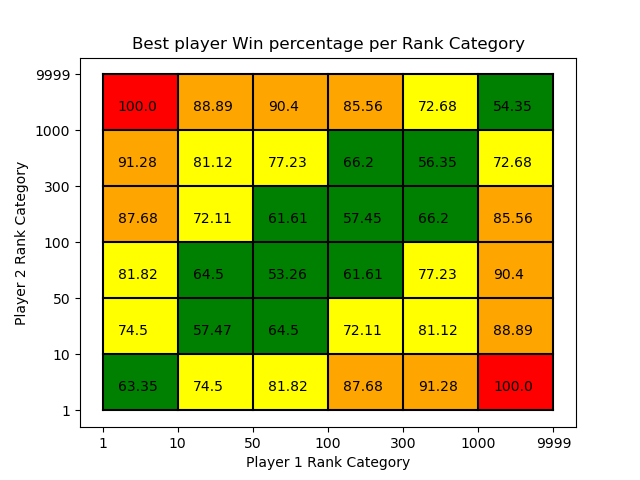 Best player Win percentage per Rank Category
9999
100.0 88.89 90.4 85.56 72.68 54.35
1000
91.28 81.12 77.23 66.2 56.35 72.68
300
87.68 72.11 61.61 57.45 66.2 85.56
100
81.82 64.5 53.26 61.61 77.23 90.4
50
74.5 57.47 64.5 72.11 81.12 88.89
10
63.35 74.5 81.82 87.68 91.28 100.0
1
Player 2 Rank Category
1 10 50 100 300 1000 9999
Player 1 Rank Category